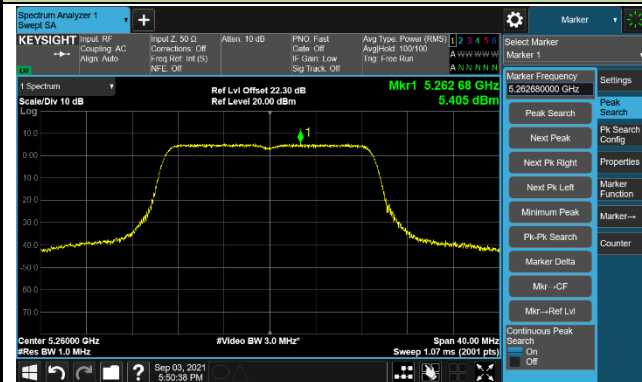 Spectrum Analyzer 1
Swept SA
+
Marker
KEYSIGHT
Input: RF
Coupling: AC
Align: Auto
Input Z: 50 Ω
Corrections: Off
Freq Ref: Int (S)
NFE: Off
Atten: 10 dB
PNO: Fast
Gate: Off
IF Gain: Low
Sig Track: Off
Avg Type: Power (RMS)
Avg|Hold: 100/100
Trig: Free Run
1 2 3 4 5 6
A W W W W W
A N N N N N
Select Marker
Marker 1
Marker Frequency
5.262680000 GHz
Peak Search
Next Peak
Next Pk Right
Next Pk Left
Minimum Peak
Pk-Pk Search
Marker Delta
Mkr→CF
Mkr→Ref Lvl
Continuous Peak
Search
On
Off
Settings
Peak
Search
Pk Search
Config
Properties
Marker
Function
Marker→
Counter
1 Spectrum
Scale/Div 10 dB
Log
Ref Lvl Offset 22.30 dB
Ref Level 20.00 dBm
Mkr1 5.262 68 GHz
5.405 dBm
1
10.0
0.00
-10.0
-20.0
-30.0
-40.0
-50.0
-60.0
-70.0
Center 5.26000 GHz
#Res BW 1.0 MHz
#Video BW 3.0 MHz*
Span 40.00 MHz
Sweep 1.07 ms (2001 pts)
?
Sep 03, 2021
5:50:38 PM